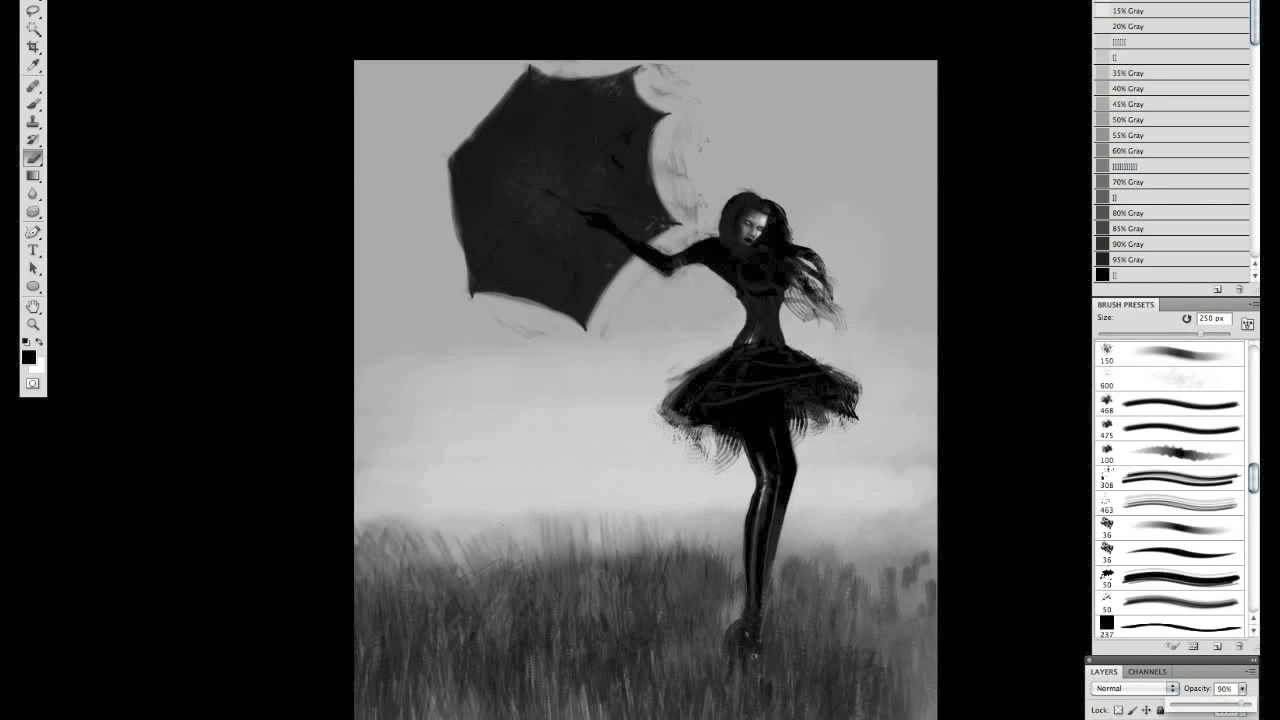 15% Gray
20% Gray
[[[[[[
[[
35% Gray
40% Gray
45% Gray
50% Gray
55% Gray
60% Gray
]]]]]]]]]]]
70% Gray
]]
80% Gray
85% Gray
90% Gray
95% Gray
[[
BRUSH PRESETS
Size: 250 px
150
600
468
475
100
308
463
36
36
50
50
237
LAYERS CHANNELS
Normal Opacity: 90%
Lock:
T